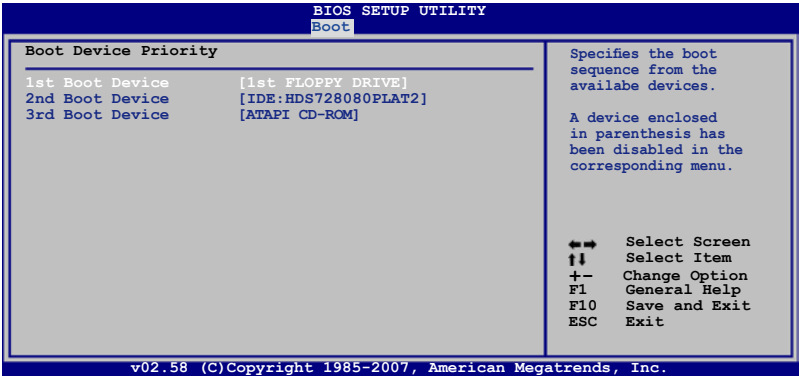 BIOS SETUP UTILITY
Boot
Boot Device Priority
1st Boot Device [1st FLOPPY DRIVE]
2nd Boot Device [IDE:HDS728080PLAT2]
3rd Boot Device [ATAPI CD-ROM]
Specifies the boot
sequence from the
availabe devices.
A device enclosed
in parenthesis has
been disabled in the
corresponding menu.
←→ Select Screen
↑↓ Select Item
+- Change Option
F1 General Help
F10 Save and Exit
ESC Exit
v02.58 (C)Copyright 1985-2007, American Megatrends, Inc.